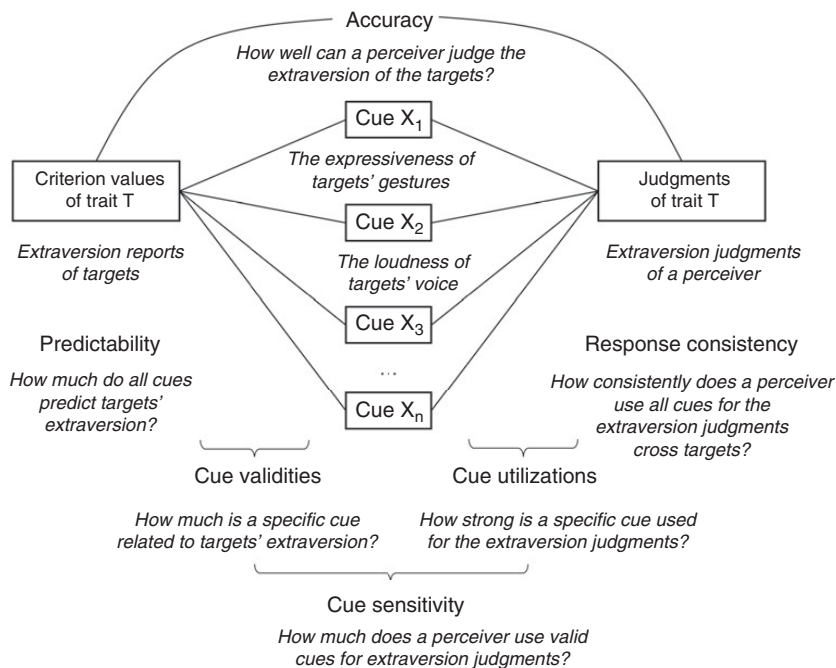 Accuracy
How well can a perceiver judge the
extraversion of the targets?
Cue X1
Criterion values
of trait T
The expressiveness of
targets' gestures
Judgments
of trait T
Cue X2
Extraversion reports
of targets
The loudness of
targets' voice
Extraversion judgments
of a perceiver
Cue X3
Predictability
How much do all cues
predict targets'
extraversion?
...
Cue Xn
Response consistency
How consistently does a perceiver
use all cues for the
extraversion judgments
cross targets?
Cue validities
How much is a specific cue
related to targets' extraversion?
Cue utilizations
How strong is a specific cue used
for the extraversion judgments?
Cue sensitivity
How much does a perceiver use valid
cues for extraversion judgments?